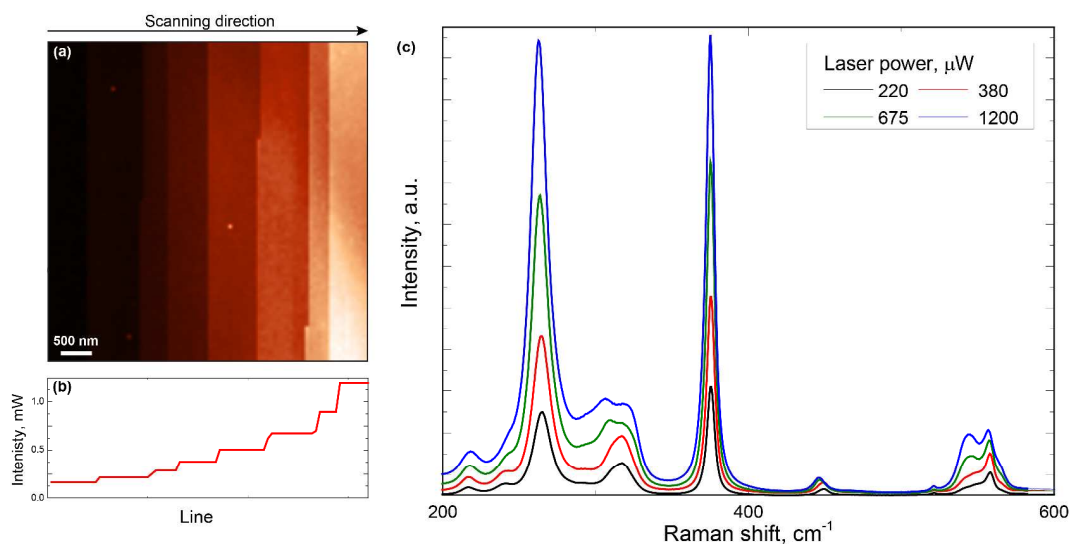 Scanning direction
(a)
500 nm
(b)
Intenisty, mW
1.0
0.5
0.0
Line
(c)
Intensity, a.u.
Laser power, μW
220 380
675 1200
200 400 600
Raman shift, cm-1